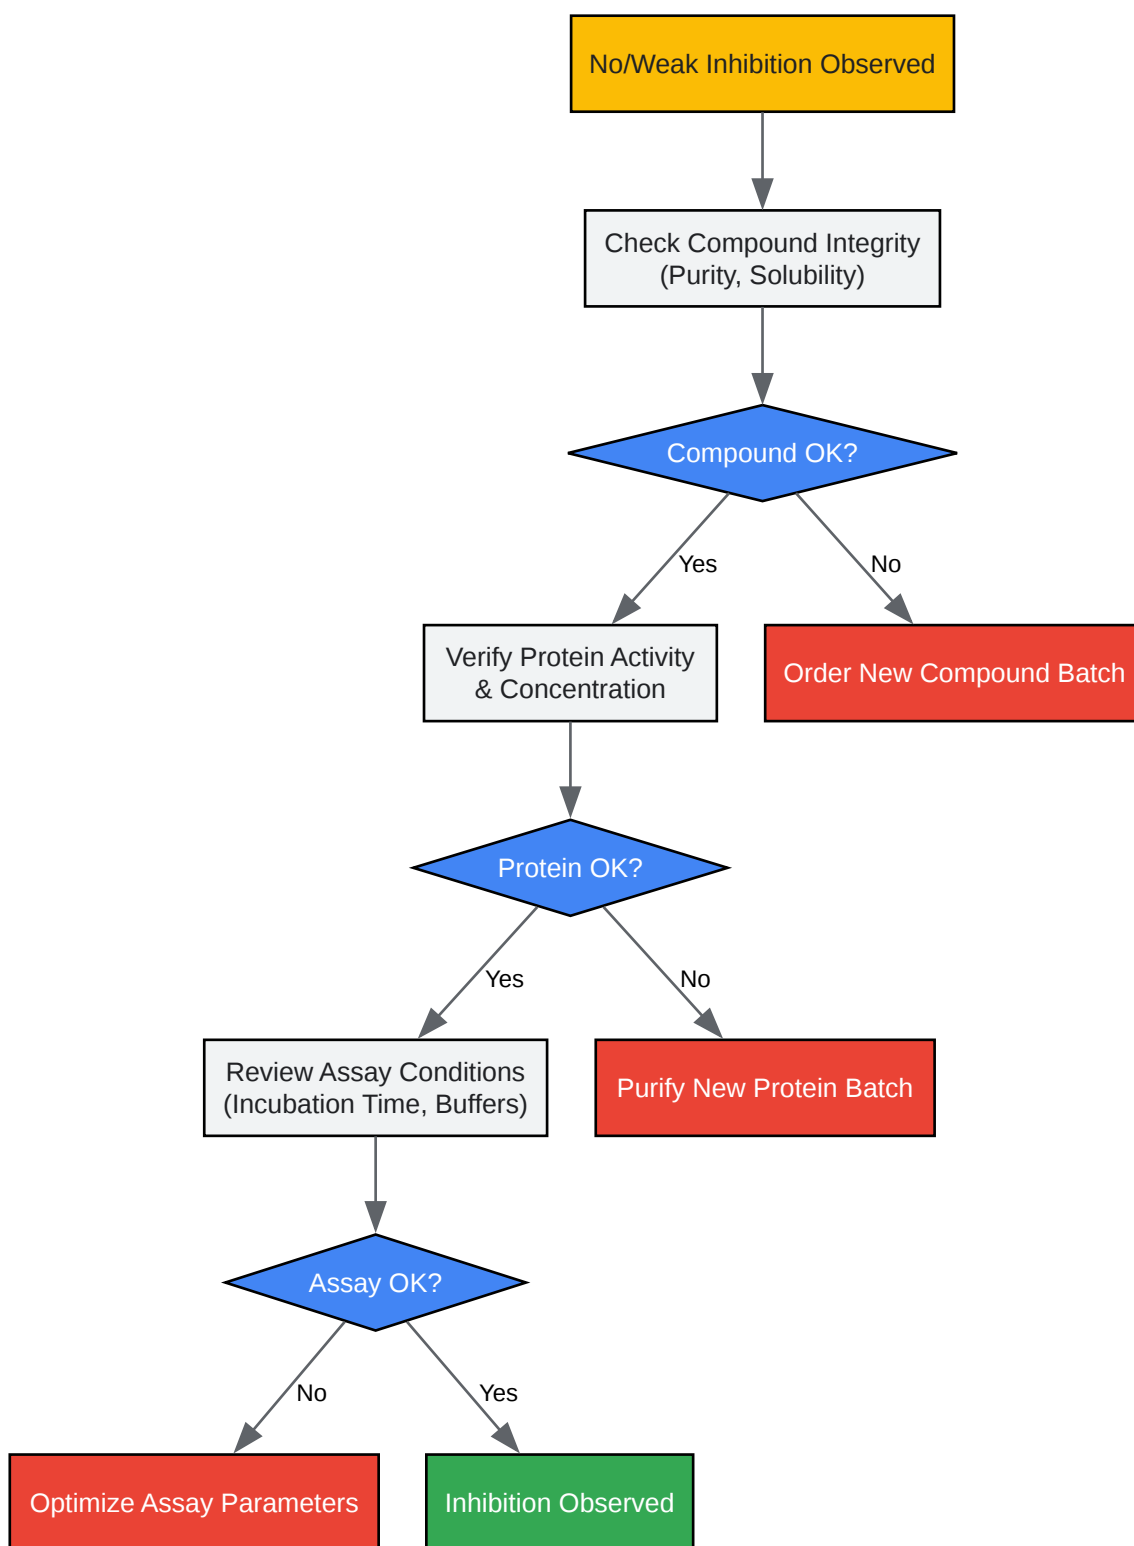 No/Weak Inhibition Observed
Check Compound Integrity
(Purity, Solubility)
Compound OK?
Yes
No
Verify Protein Activity
& Concentration
Order New Compound Batch
Protein OK?
Yes
No
Review Assay Conditions
(Incubation Time, Buffers)
Purify New Protein Batch
Assay OK?
No
Yes
Optimize Assay Parameters
Inhibition Observed